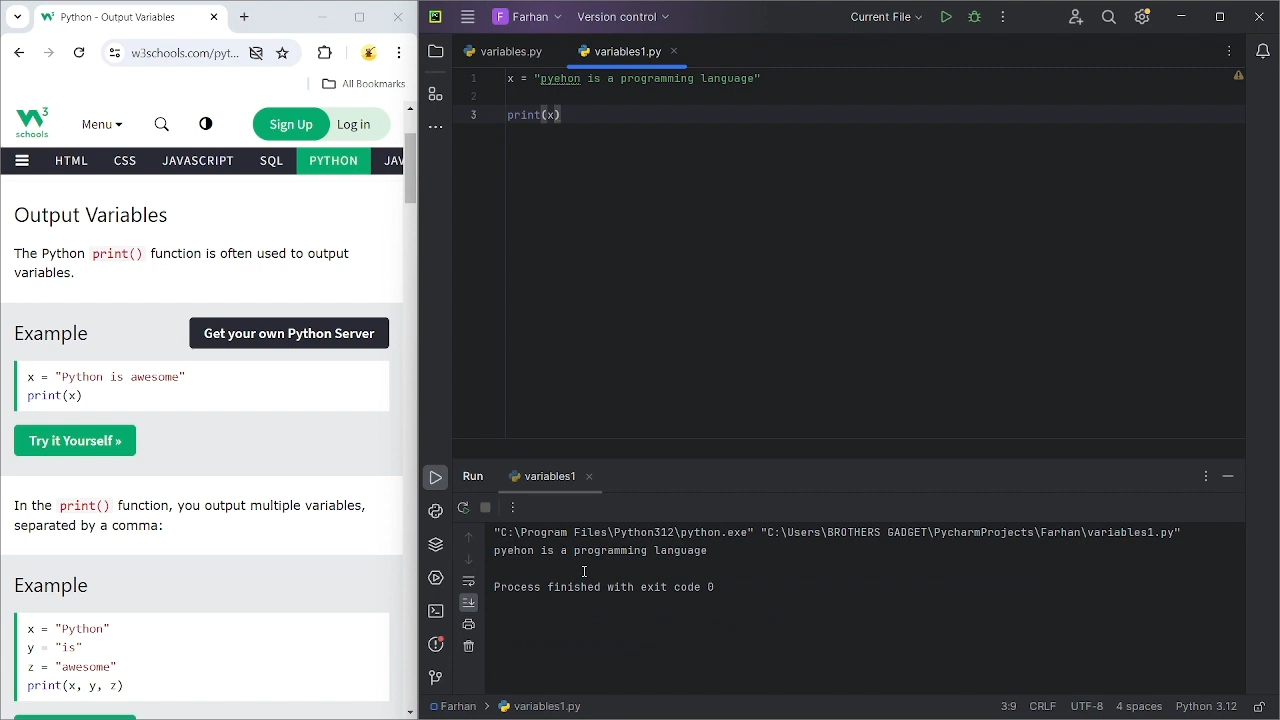 Python - Output Variables
w3schools.com/pyt...
All Bookmarks
W3
schools
Menu
Sign Up
Log in
HTML
CSS
JAVASCRIPT
SQL
PYTHON
JAV
Output Variables
The Python print() function is often used to output
variables.
Example
Get your own Python Server
x = "Python is awesome"
print(x)
Try it Yourself »
In the print() function, you output multiple variables,
separated by a comma:
Example
x = "Python"
y = "is"
z = "awesome"
print(x, y, z)
F
Farhan
Version control
Current File
variables.py
variables1.py
1
x = "pyehon is a programming language"
2
3
print(x)
Run
variables1
"C:\Program Files\Python312\python.exe" "C:\Users\BROTHERS GADGET\PycharmProjects\Farhan\variables1.py"
pyehon is a programming language
Process finished with exit code 0
Farhan
variables1.py
3:9
CRLF
UTF-8
4 spaces
Python 3.12